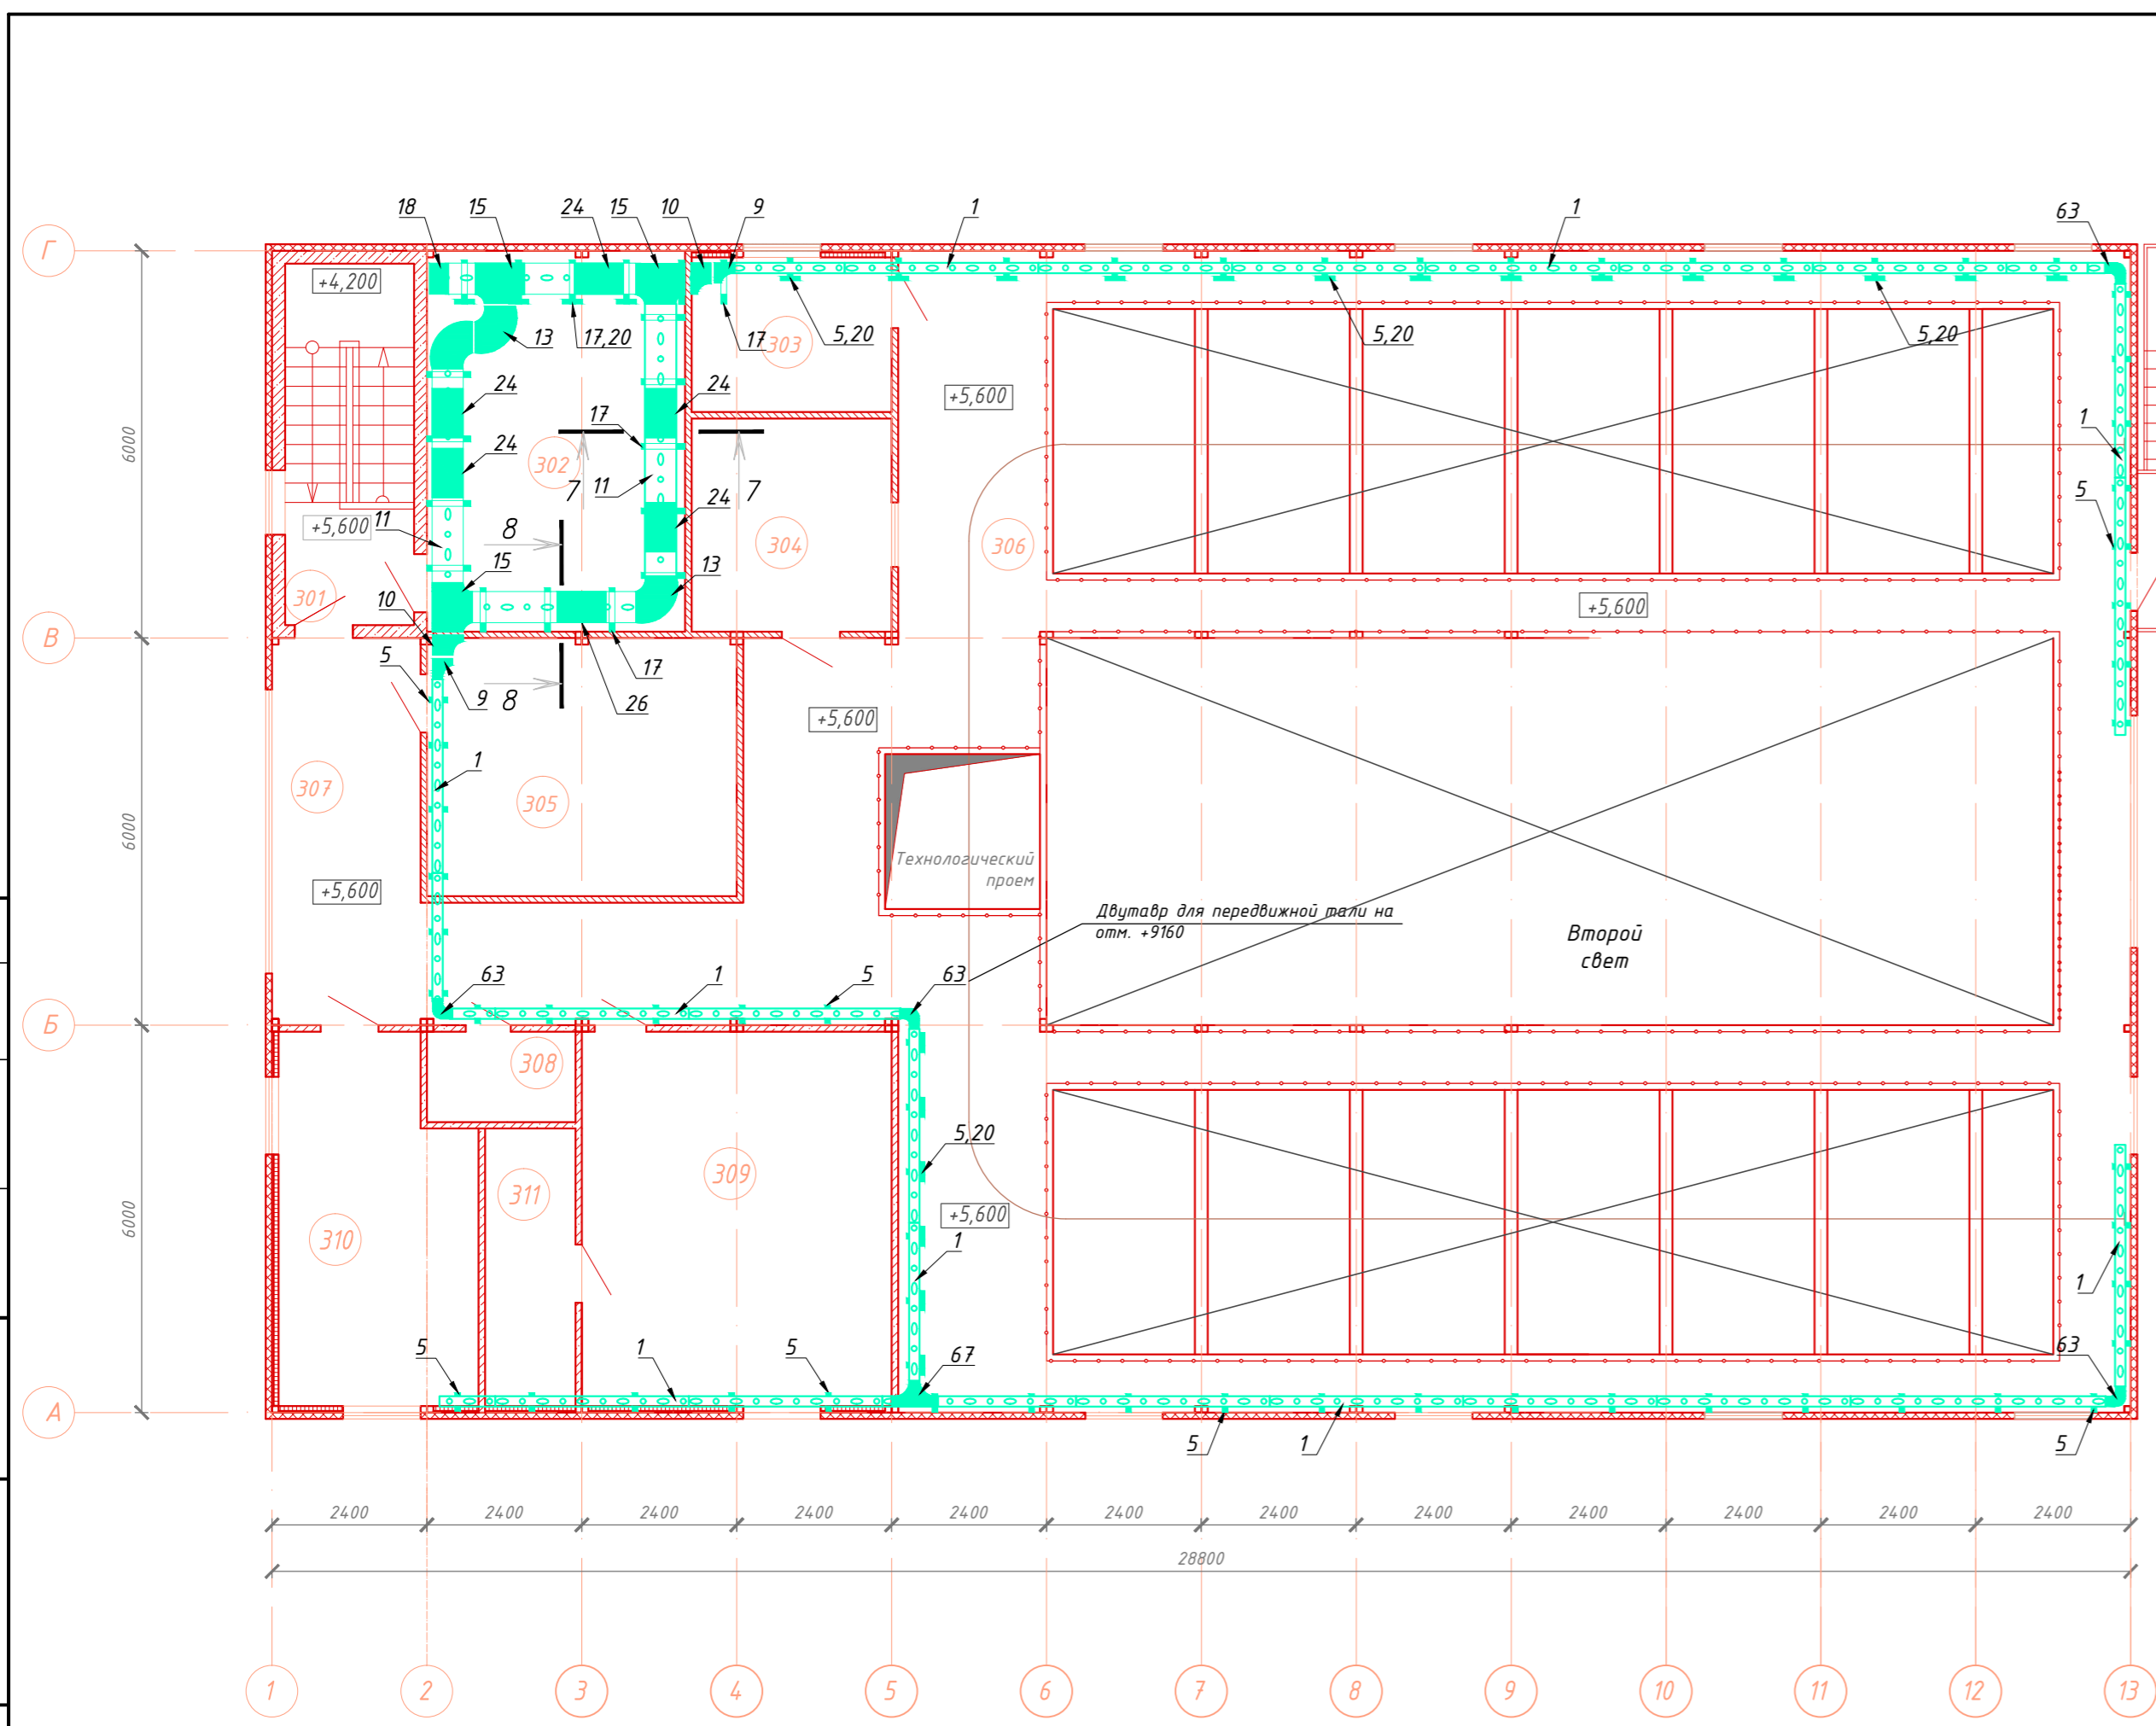 18 15 24 15 10 9 1 1 63
Г
+4,200
13 17,20 17 303 5,20 5,20 5,20
24 24 +5,600
17 1
6000 24 302
7 11 24 7 5
+5,600 11 8 304 306
15 13
301 10 +5,600
В
5 17
9 8 26
+5,600
1
307 305
6000
Технологический
проем
+5,600
Двутавр для передвижной тали на
отм. +9160
Второй
свет
63 1 5 63
Б
308
5,20
309
311
6000 +5,600
310 1
1
5 1 5 67 63
А
5 1 5
2400 2400 2400 2400 2400 2400 2400 2400 2400 2400 2400 2400
28800
1 2 3 4 5 6 7 8 9 10 11 12 13